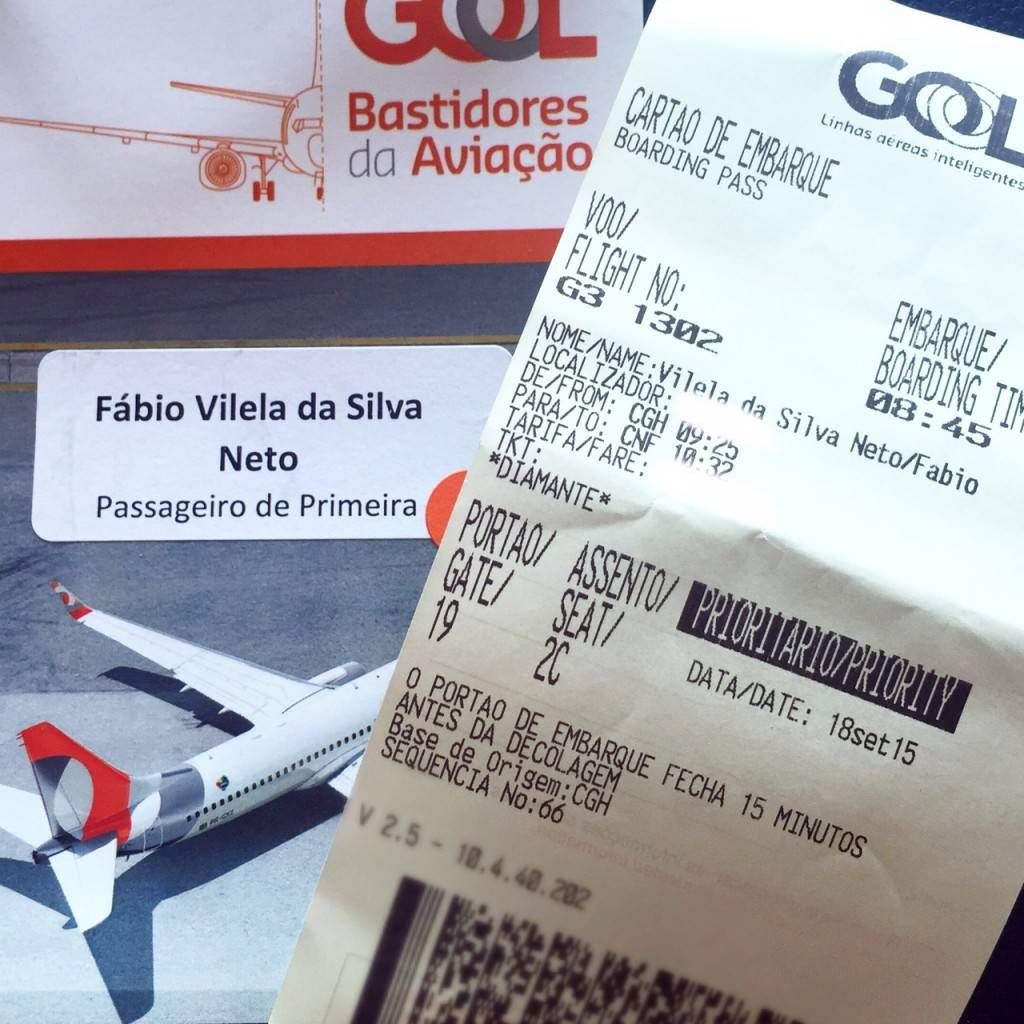 GOL
Bastidores
da Aviação
Fábio Vilela da Silva
Neto
Passageiro de Primeira
GOL
Linhas aéreas inteligentes
CARTAO DE EMBARQUE
BOARDING PASS
VOO/
FLIGHT NO:
G3 1302
EMBARQUE/
BOARDING TIM
08:45
NOME/NAME:Vilela da Silva Neto/Fabio
LOCALIZADOR:
DE/FROM: CGH 09:25
PARA/TO: CNF 10:32
TARIFA/FARE:
TKT:
*DIAMANTE*
PORTAO/
GATE/
19
ASSENTO/
SEAT/
2C
PRIORITARIO/PRIORITY
DATA/DATE: 18set15
O PORTAO DE EMBARQUE FECHA 15 MINUTOS
ANTES DA DECOLAGEM
Base de Origem:CGH
SEQUENCIA No:66
V 2.5 - 10.4.40.202